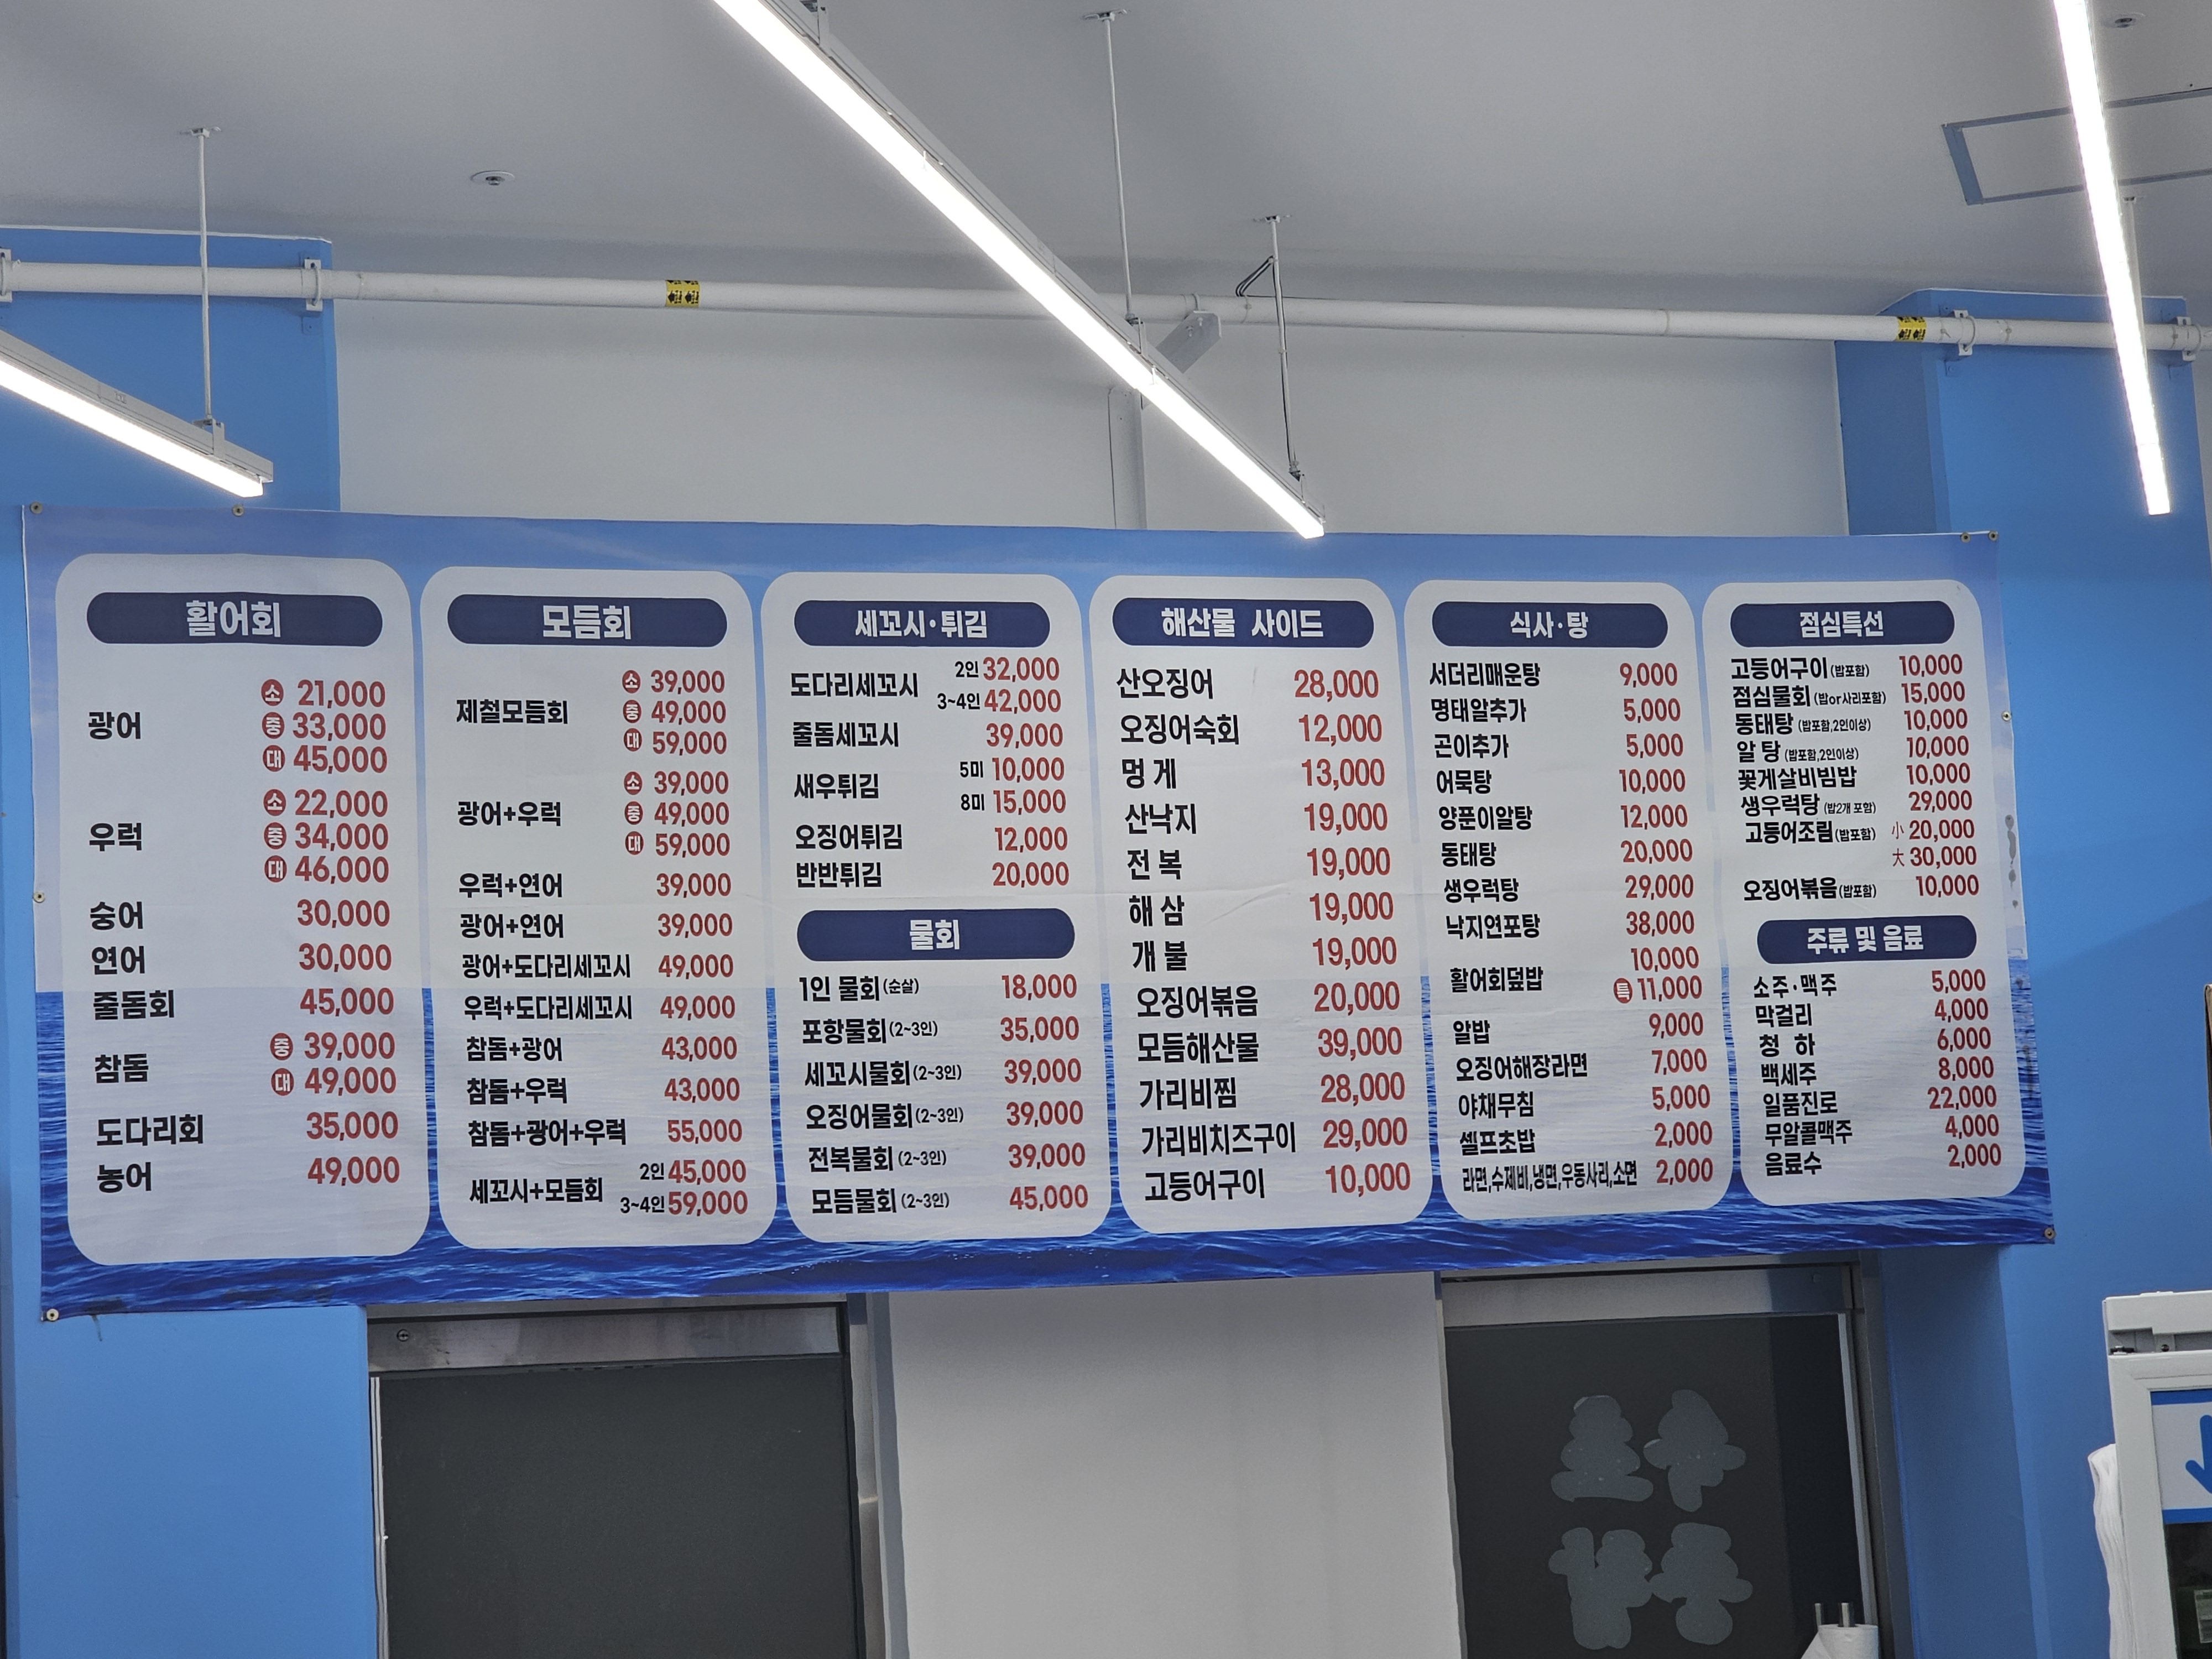 활어회
광어 소 21,000
중 33,000
대 45,000
우럭 소 22,000
중 34,000
대 46,000
숭어 30,000
연어 30,000
줄돔회 45,000
참돔 중 39,000
대 49,000
도다리회 35,000
농어 49,000
모듬회
제철모듬회 소 39,000
중 49,000
대 59,000
광어+우럭 소 39,000
중 49,000
대 59,000
우럭+연어 39,000
광어+연어 39,000
광어+도다리세꼬시 49,000
우럭+도다리세꼬시 49,000
참돔+광어 43,000
참돔+우럭 43,000
참돔+광어+우럭 55,000
세꼬시+모듬회 2인 45,000
3~4인 59,000
세꼬시·튀김
도다리세꼬시 2인 32,000
3~4인 42,000
줄돔세꼬시 39,000
새우튀김 5미 10,000
8미 15,000
오징어튀김 12,000
반반튀김 20,000
물회
1인 물회(순살) 18,000
포항물회(2~3인) 35,000
세꼬시물회(2~3인) 39,000
오징어물회(2~3인) 39,000
전복물회(2~3인) 39,000
모듬물회(2~3인) 45,000
해산물 사이드
산오징어 28,000
오징어숙회 12,000
멍게 13,000
산낙지 19,000
전복 19,000
해삼 19,000
개불 19,000
오징어볶음 20,000
모듬해산물 39,000
가리비찜 28,000
가리비치즈구이 29,000
고등어구이 10,000
식사·탕
서더리매운탕 9,000
명태알추가 5,000
곤이추가 5,000
어묵탕 10,000
양푼이알탕 12,000
동태탕 20,000
생우럭탕 29,000
낙지연포탕 38,000
활어회덮밥 10,000
특 11,000
알밥 9,000
오징어해장라면 7,000
야채무침 5,000
셀프초밥 2,000
라면,수제비,냉면,우동사리,소면 2,000
점심특선
고등어구이(밥포함) 10,000
점심물회(밥or사리포함) 15,000
동태탕(밥포함,2인이상) 10,000
알 탕(밥포함,2인이상) 10,000
꽃게살비빔밥 10,000
생우럭탕(밥2개 포함) 29,000
고등어조림(밥포함) 小 20,000
大 30,000
오징어볶음(밥포함) 10,000
주류 및 음료
소주·맥주 5,000
막걸리 4,000
청 하 6,000
백세주 8,000
일품진로 22,000
무알콜맥주 4,000
음료수 2,000